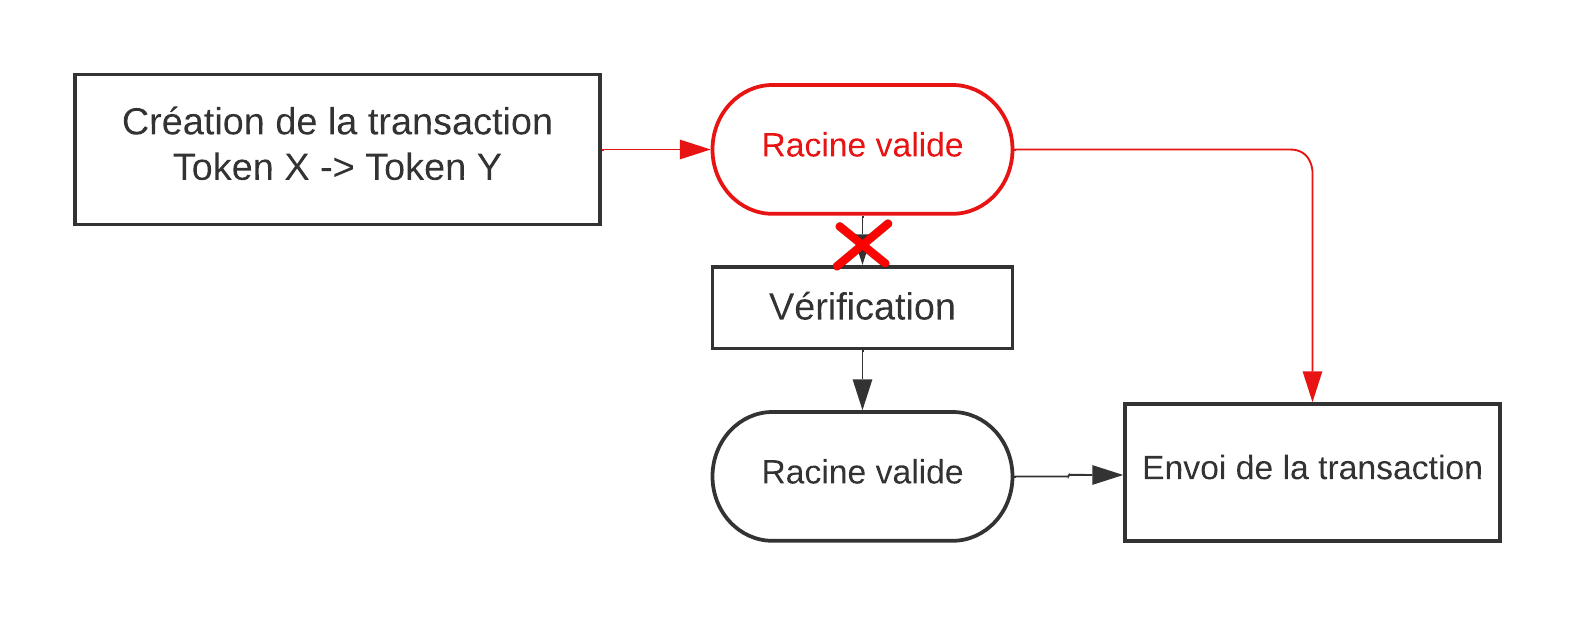 Création de la transaction
Token X -> Token Y
Racine valide
Vérification
Racine valide
Envoi de la transaction